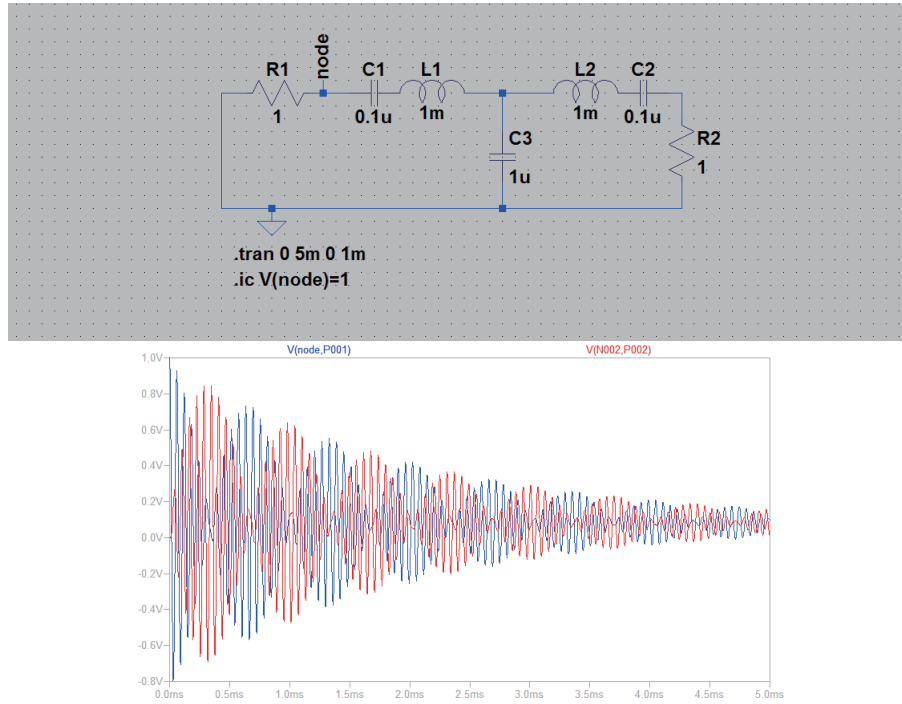 node
R1
C1
L1
L2
C2
1
0.1u
1m
1m
0.1u
C3
R2
1u
1
.tran 0 5m 0 1m
.ic V(node)=1
V(node,P001)
V(N002,P002)
1.0V
0.8V
0.6V
0.4V
0.2V
0.0V
-0.2V
-0.4V
-0.6V
-0.8V
0.0ms
0.5ms
1.0ms
1.5ms
2.0ms
2.5ms
3.0ms
3.5ms
4.0ms
4.5ms
5.0ms